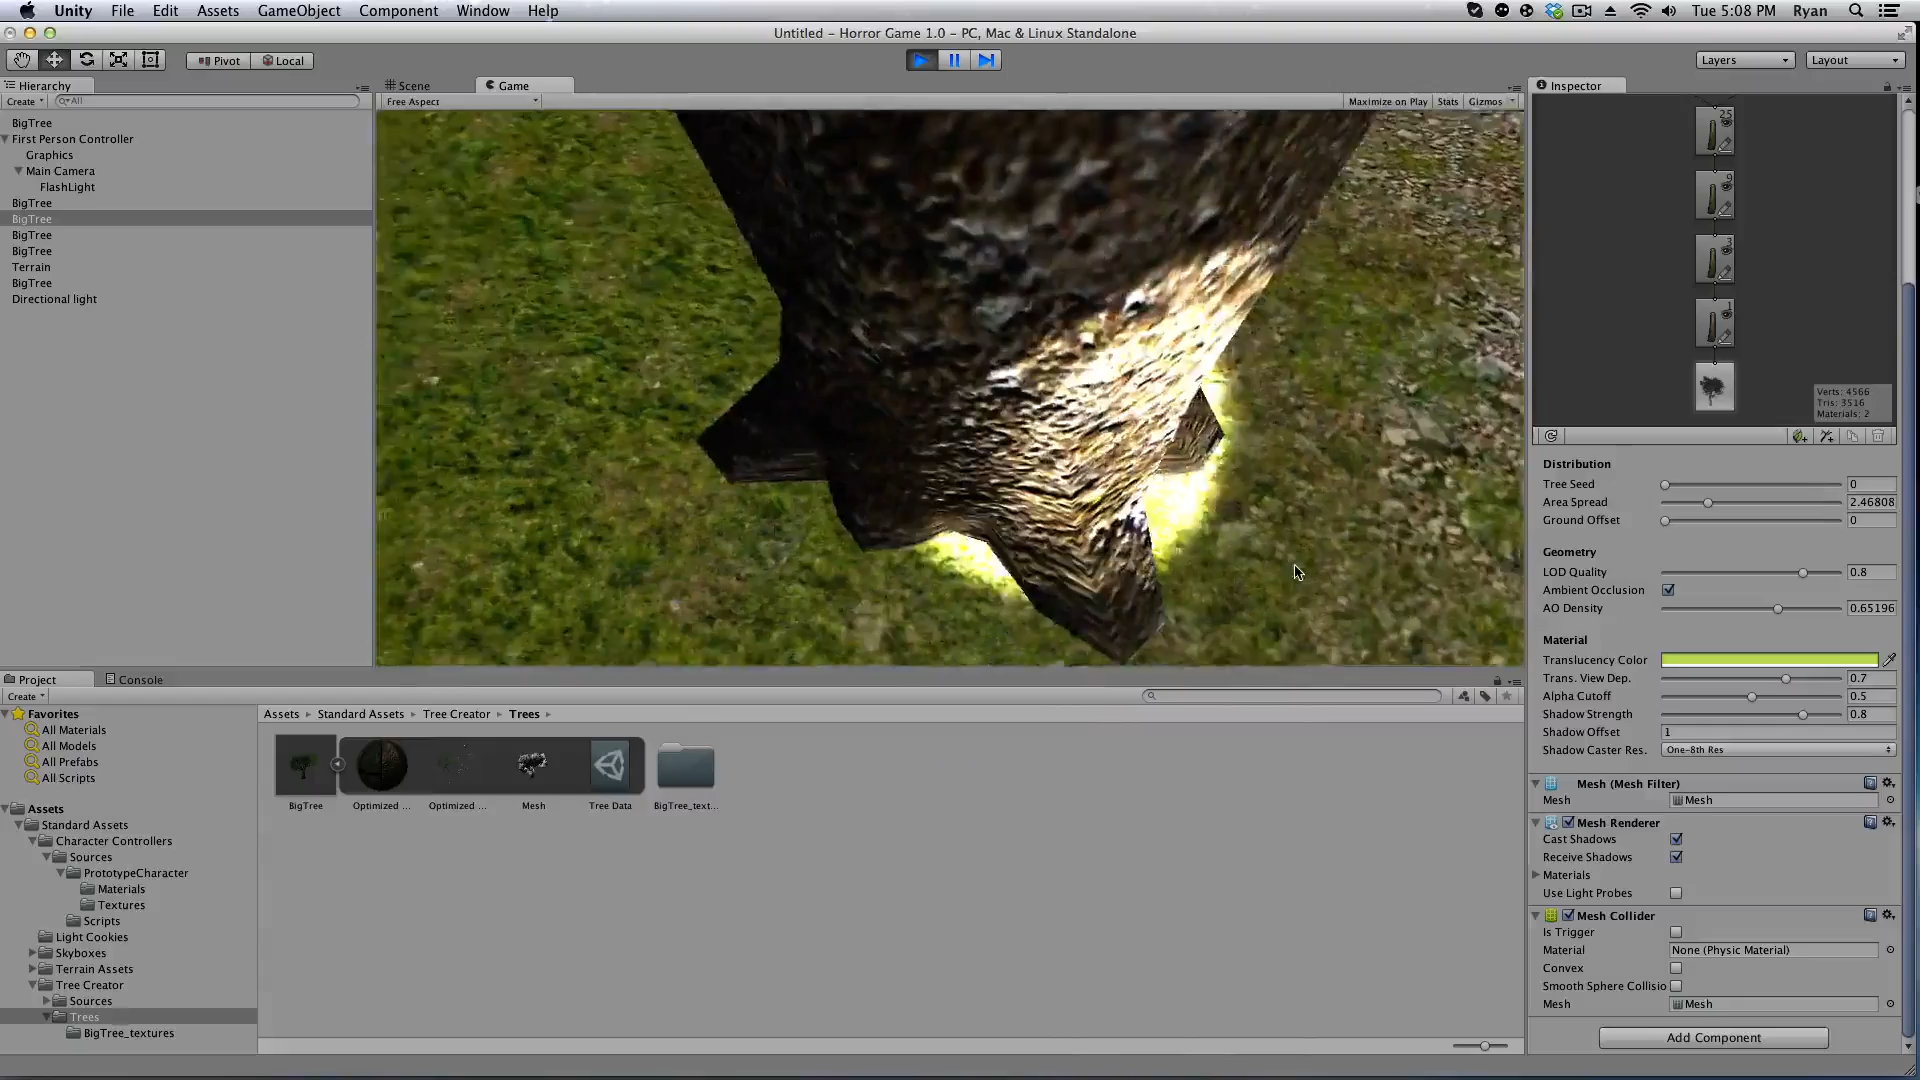 Unity File Edit Assets GameObject Component Window Help Tue 5:08 PM Ryan
Untitled – Horror Game 1.0 – PC, Mac & Linux Standalone
Pivot Local Layers Layout
Hierarchy
Create All
BigTree
First Person Controller
Graphics
Main Camera
FlashLight
BigTree
BigTree
BigTree
BigTree
Terrain
BigTree
Directional light
Scene Game
Free Aspect Maximize on Play Stats Gizmos
Inspector
25
9
3
1
Verts: 4566
Tris: 3516
Materials: 2
Distribution
Tree Seed 0
Area Spread 2.46808
Ground Offset 0
Geometry
LOD Quality 0.8
Ambient Occlusion
AO Density 0.65196
Material
Translucency Color
Trans. View Dep. 0.7
Alpha Cutoff 0.5
Shadow Strength 0.8
Shadow Offset 1
Shadow Caster Res. One-8th Res
Mesh (Mesh Filter)
Mesh Mesh
Mesh Renderer
Cast Shadows
Receive Shadows
Materials
Use Light Probes
Mesh Collider
Is Trigger
Material None (Physic Material)
Convex
Smooth Sphere Collisio
Mesh Mesh
Add Component
Project Console
Create
Favorites
All Materials
All Models
All Prefabs
All Scripts
Assets
Standard Assets
Character Controllers
Sources
PrototypeCharacter
Materials
Textures
Scripts
Light Cookies
Skyboxes
Terrain Assets
Tree Creator
Sources
Trees
BigTree_textures
Assets Standard Assets Tree Creator Trees
BigTree Optimized ... Optimized ... Mesh Tree Data BigTree_text...